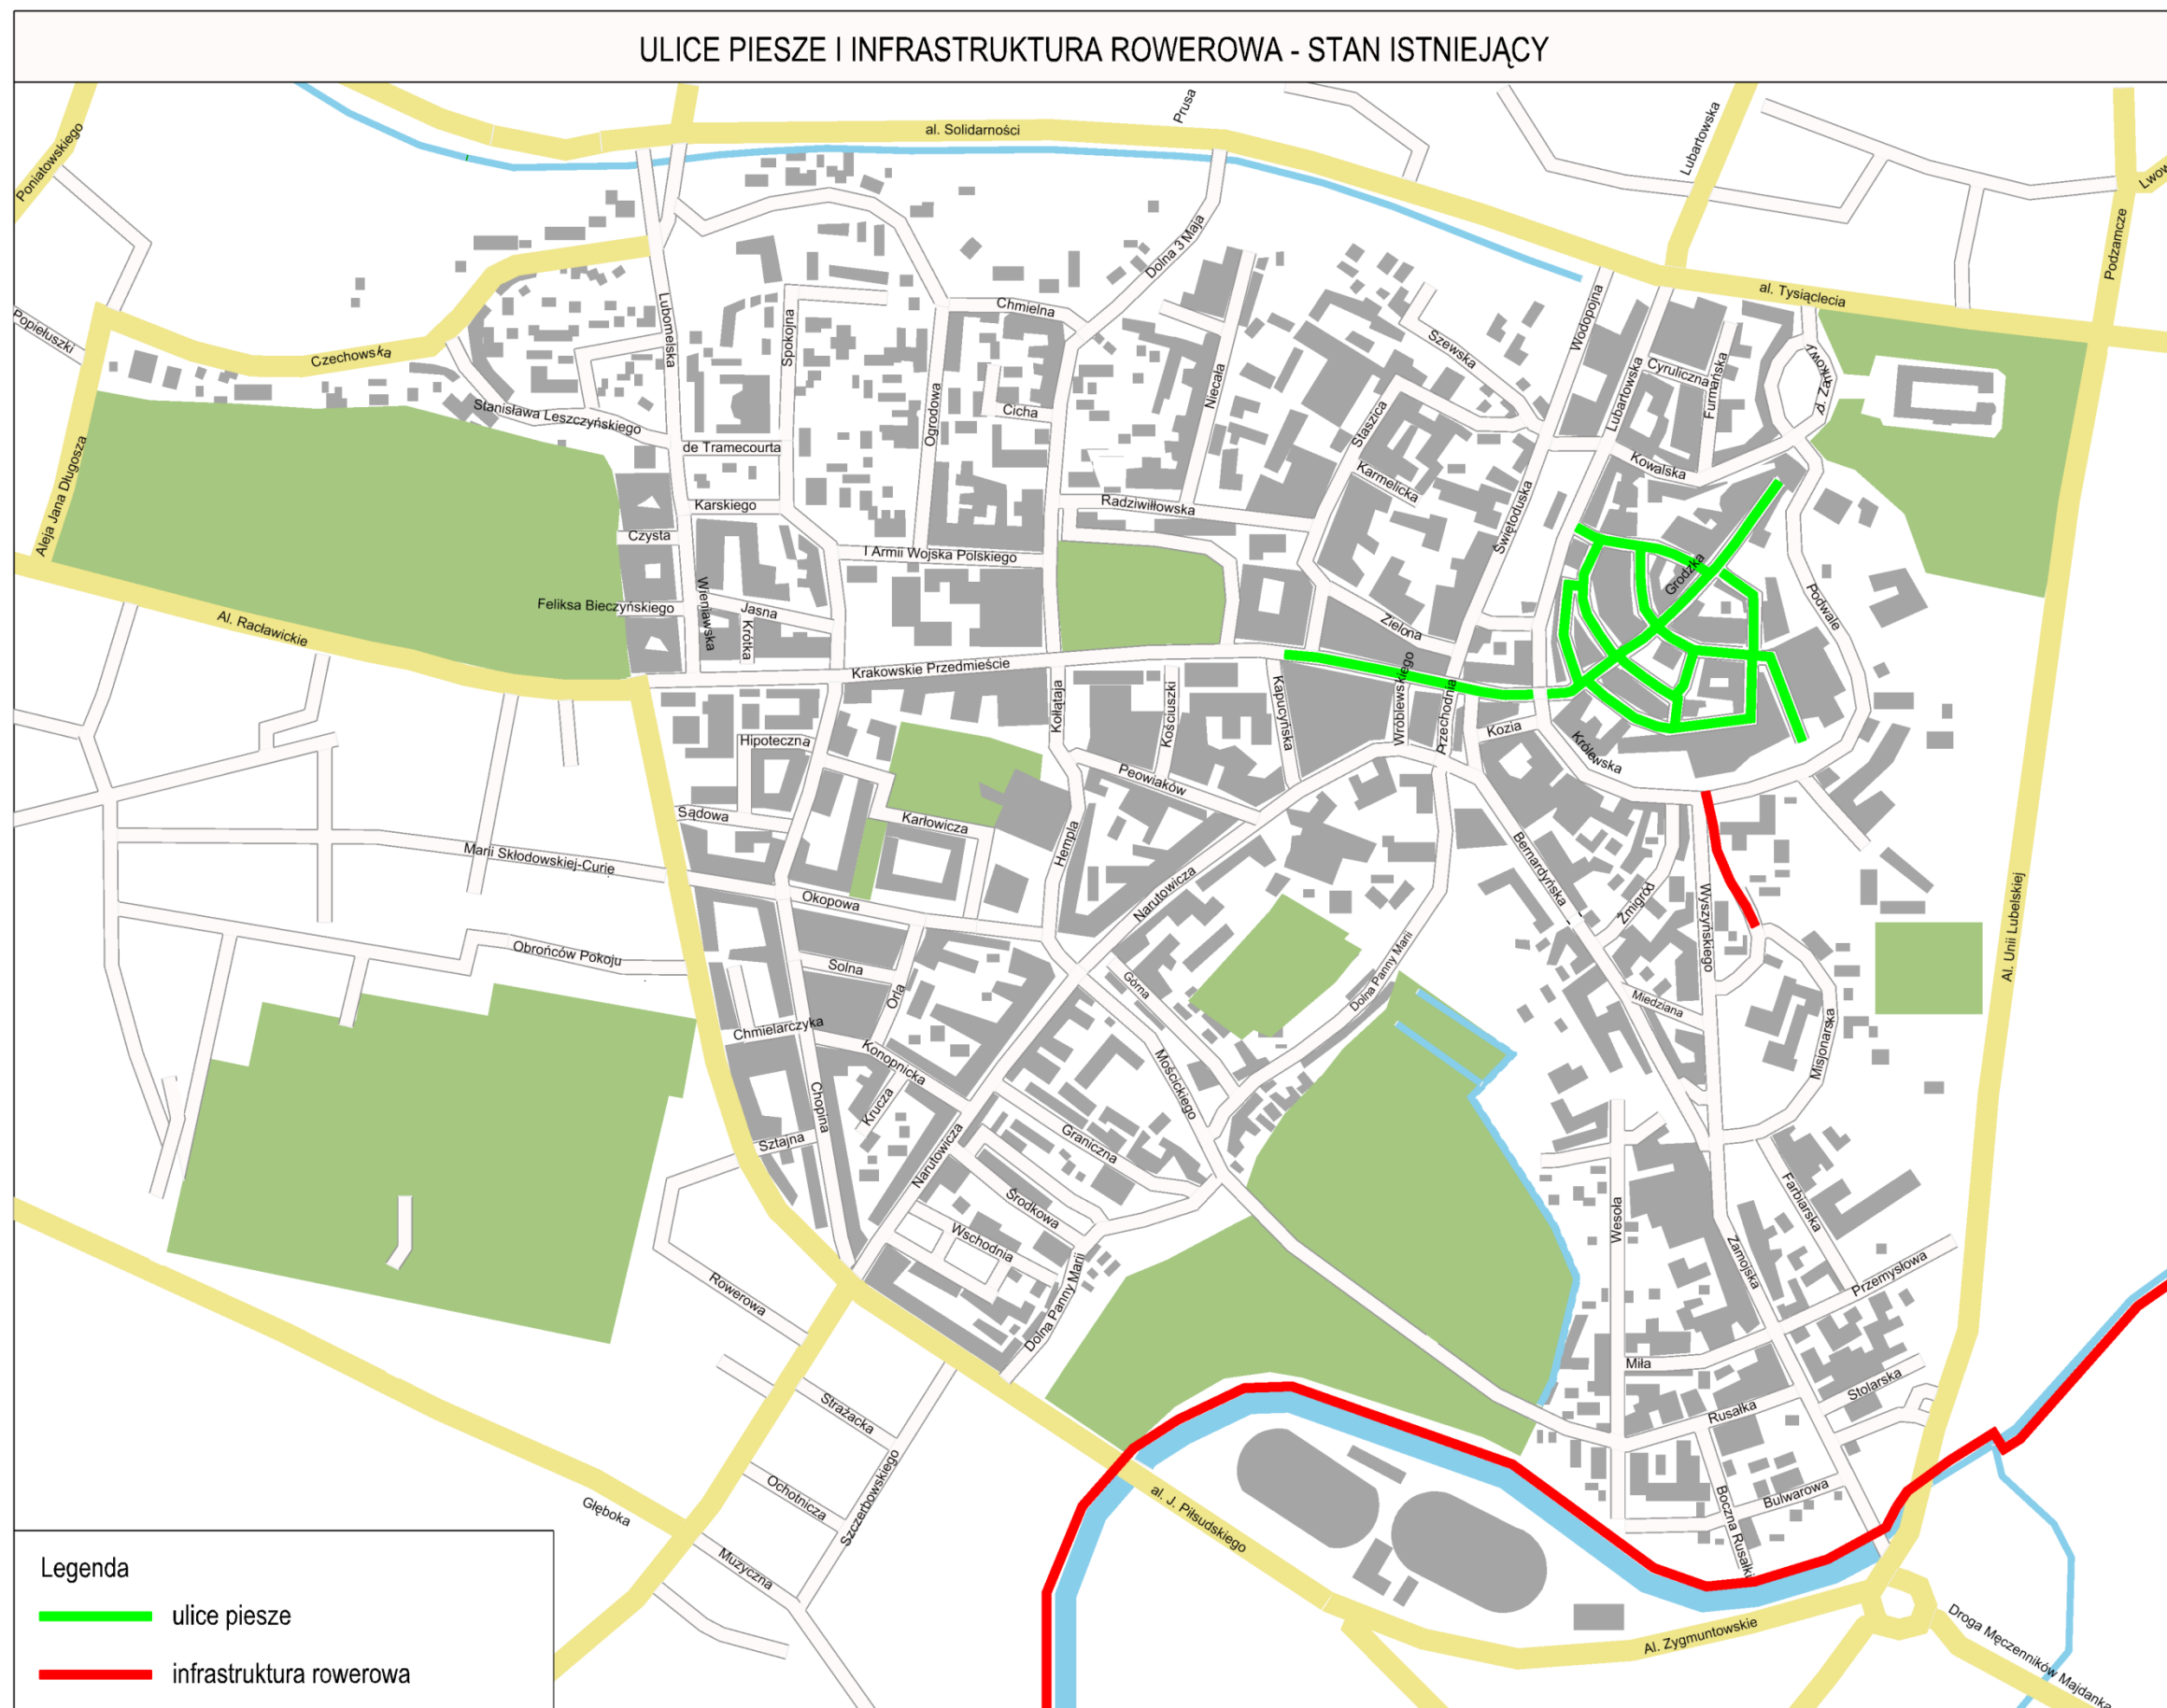 ULICE PIESZE I INFRASTRUKTURA ROWEROWA - STAN ISTNIEJĄCY
Prusa
al. Solidarności
Lubartowska
Poniatowskiego
Lwow
Podzamcze
Dolna 3 Maja
al. Tysiąclecia
Popiełuszki
Czechowska
Lubomelska
Spokojna
Chmielna
Szewska
Wodopojna
Lubartowska
Cyruliczna
Furmańska
Pl. Zamkowy
Niecała
Staszica
Ogrodowa
Cicha
Stanisława Leszczyńskiego
de Tramecourta
Kowalska
Karmelicka
Aleja Jana Długosza
Karskiego
Radziwiłłowska
Świętoduska
Czysta
I Armii Wojska Polskiego
Grodzka
Feliksa Bieczyńskiego
Wieniawska
Jasna
Krótka
Podwale
Al. Racławickie
Zielona
Krakowskie Przedmieście
Kołłątaja
Kościuszki
Kapucyńska
Wróblewskiego
Przechodnia
Kozia
Królewska
Hipoteczna
Peowiaków
Sądowa
Karłowicza
Hempla
Marii Skłodowskiej-Curie
Bernardyńska
Okopowa
Narutowicza
Żmigród
Wyszyńskiego
Al. Unii Lubelskiej
Obrońców Pokoju
Solna
Orla
Górna
Dolna Panny Marii
Miedziana
Chmielarczyka
Konopnicka
Mościckiego
Misjonarska
Chopina
Krucza
Sztajna
Graniczna
Narutowicza
Środkowa
Wschodnia
Wesoła
Farbiarska
Zamojska
Przemysłowa
Rowerowa
Dolna Panny Marii
Miła
Stolarska
Rusałka
Strażacka
Ochotnicza
Szczerbowskiego
Bulwarowa
Boczna Rusałki
Głęboka
al. J. Piłsudskiego
Muzyczna
Al. Zygmuntowskie
Droga Męczenników Majdanka
Legenda
ulice piesze
infrastruktura rowerowa